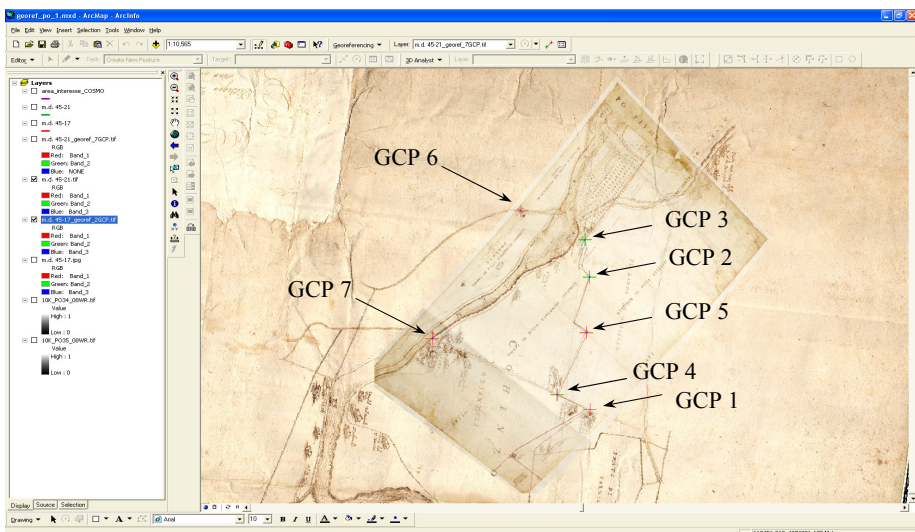 georef_po_1.mxd - ArcMap - ArcInfo
File Edit View Insert Selection Tools Window Help
1:10,565
Georeferencing
Layer: m.d. 45-21_georef_7GCP.tif
Editor
Task: Create New Feature
Target:
3D Analyst
Layer:
Layers
area_interesse_COSMO
m.d. 45-21
m.d. 45-17
m.d. 45-21_georef_7GCP.tif
RGB
Red: Band_1
Green: Band_2
Blue: NONE
m.d. 45-21.tif
RGB
Red: Band_1
Green: Band_2
Blue: Band_3
m.d. 45-17_georef_2GCP.tif
RGB
Red: Band_1
Green: Band_2
Blue: Band_3
m.d. 45-17.jpg
RGB
Red: Band_1
Green: Band_2
Blue: Band_3
10K_PO34_08WR.tif
Value
High : 1
Low : 0
10K_PO35_08WR.tif
Value
High : 1
Low : 0
GCP 6
GCP 3
GCP 2
GCP 7
GCP 5
GCP 4
GCP 1
Display Source Selection
Drawing
Arial
10
B I U A